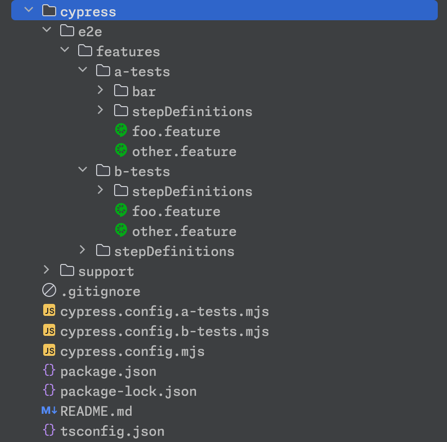 cypress
e2e
features
a-tests
bar
stepDefinitions
foo.feature
other.feature
b-tests
stepDefinitions
foo.feature
other.feature
stepDefinitions
support
.gitignore
JS cypress.config.a-tests.mjs
JS cypress.config.b-tests.mjs
JS cypress.config.mjs
{} package.json
{} package-lock.json
M↓ README.md
{} tsconfig.json